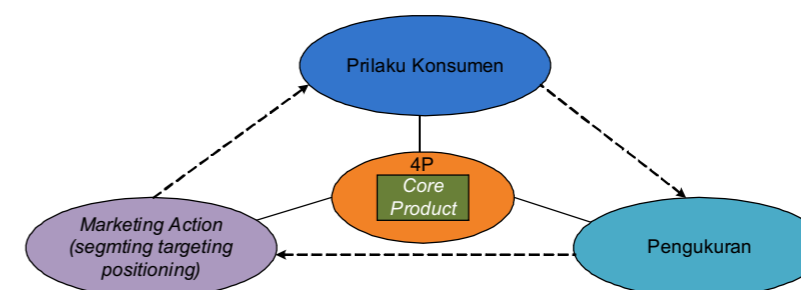 Prilaku Konsumen
4P
Core
Product
Marketing Action
(segmting targeting
positioning)
Pengukuran